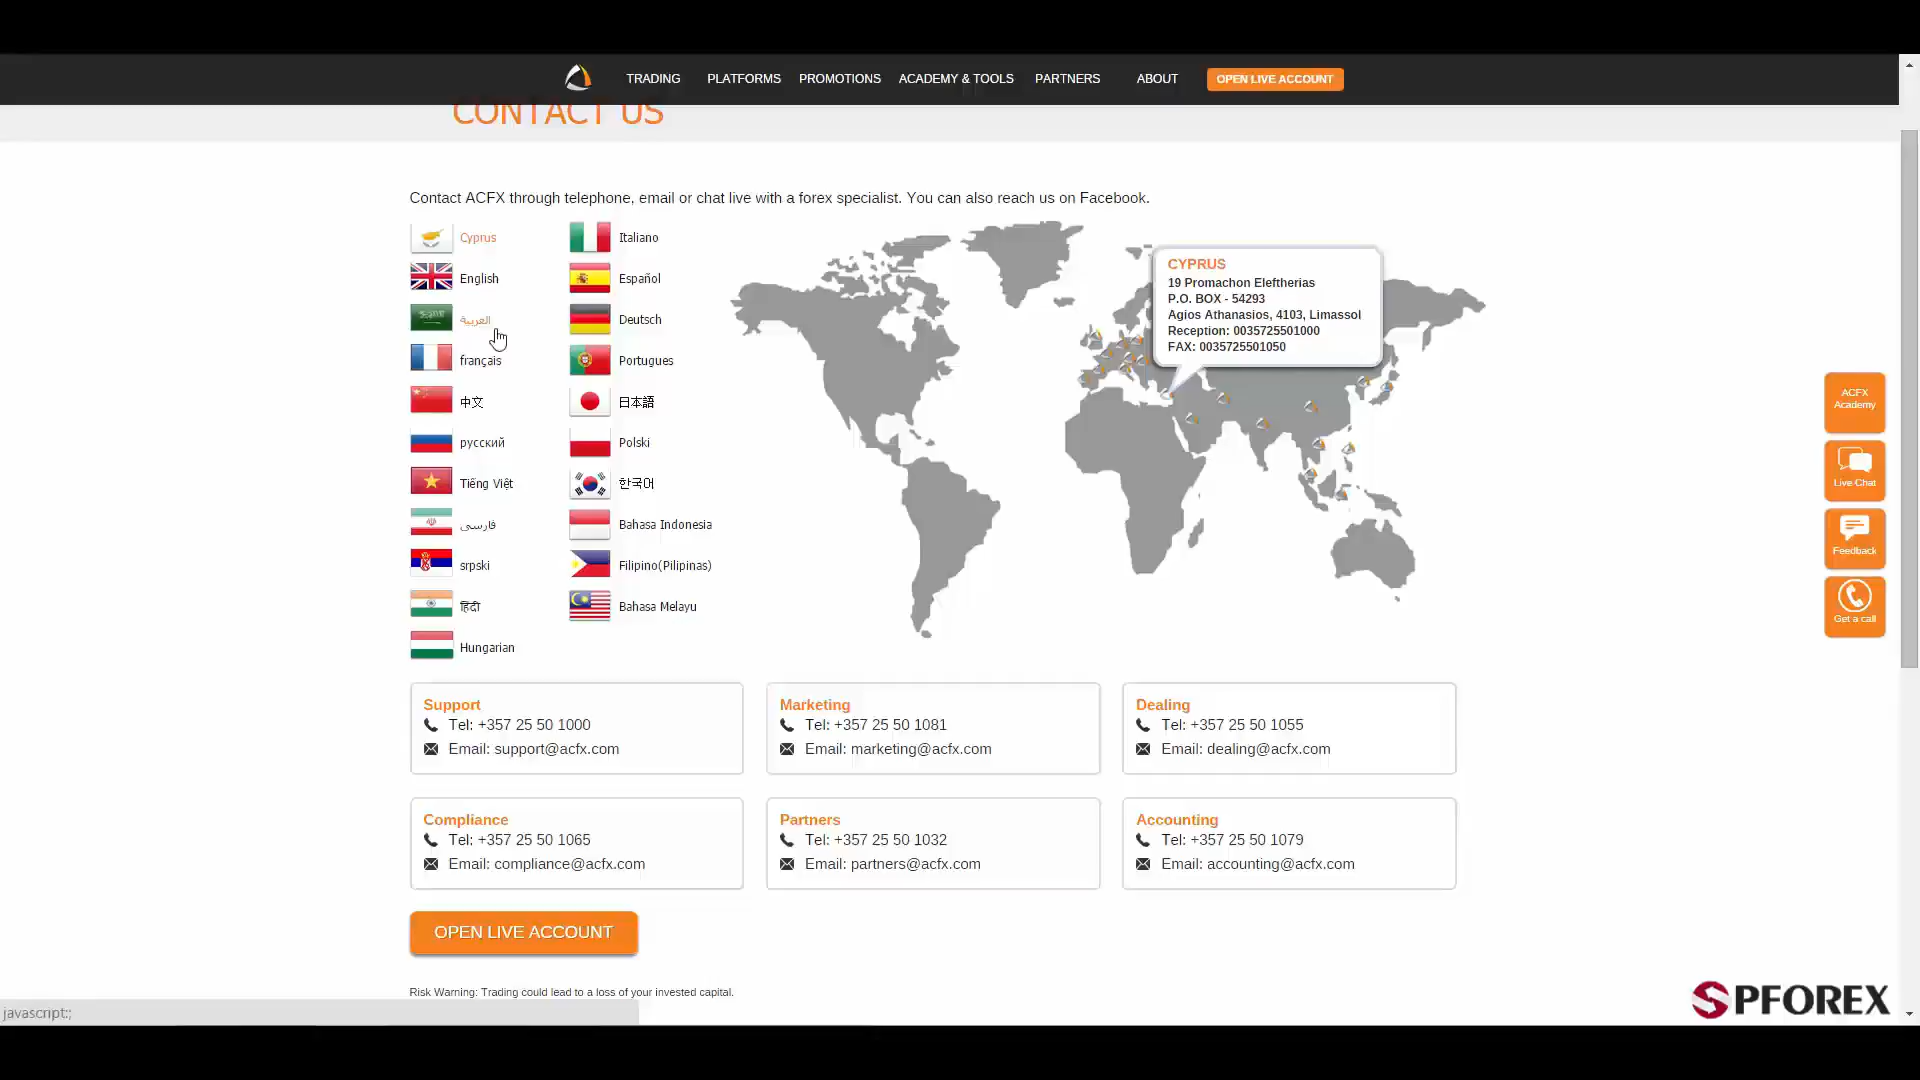 TRADING PLATFORMS PROMOTIONS ACADEMY & TOOLS PARTNERS ABOUT OPEN LIVE ACCOUNT
CONTACT US
Contact ACFX through telephone, email or chat live with a forex specialist. You can also reach us on Facebook.
Cyprus
English
العربية
français
中文
русский
Tiếng Việt
فارسی
srpski
हिंदी
Hungarian
Italiano
Español
Deutsch
Portugues
日本語
Polski
한국어
Bahasa Indonesia
Filipino(Pilipinas)
Bahasa Melayu
CYPRUS
19 Promachon Eleftherias
P.O. BOX - 54293
Agios Athanasios, 4103, Limassol
Reception: 0035725501000
FAX: 0035725501050
ACFX
Academy
Live Chat
Feedback
Get a call
Support
Tel: +357 25 50 1000
Email: support@acfx.com
Marketing
Tel: +357 25 50 1081
Email: marketing@acfx.com
Dealing
Tel: +357 25 50 1055
Email: dealing@acfx.com
Compliance
Tel: +357 25 50 1065
Email: compliance@acfx.com
Partners
Tel: +357 25 50 1032
Email: partners@acfx.com
Accounting
Tel: +357 25 50 1079
Email: accounting@acfx.com
OPEN LIVE ACCOUNT
Risk Warning: Trading could lead to a loss of your invested capital.
javascript:;
SPFOREX